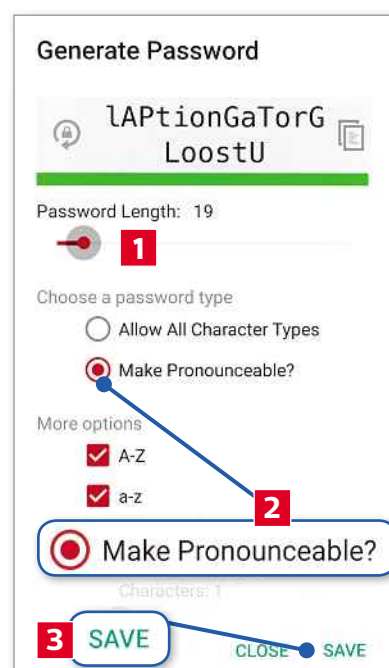 Generate Password
lAPtionGaTorG
LoostU
Password Length: 19
1
Choose a password type
Allow All Character Types
Make Pronounceable?
More options
A-Z
a-z
2
Make Pronounceable?
Characters: 1
3 SAVE
CLOSE SAVE